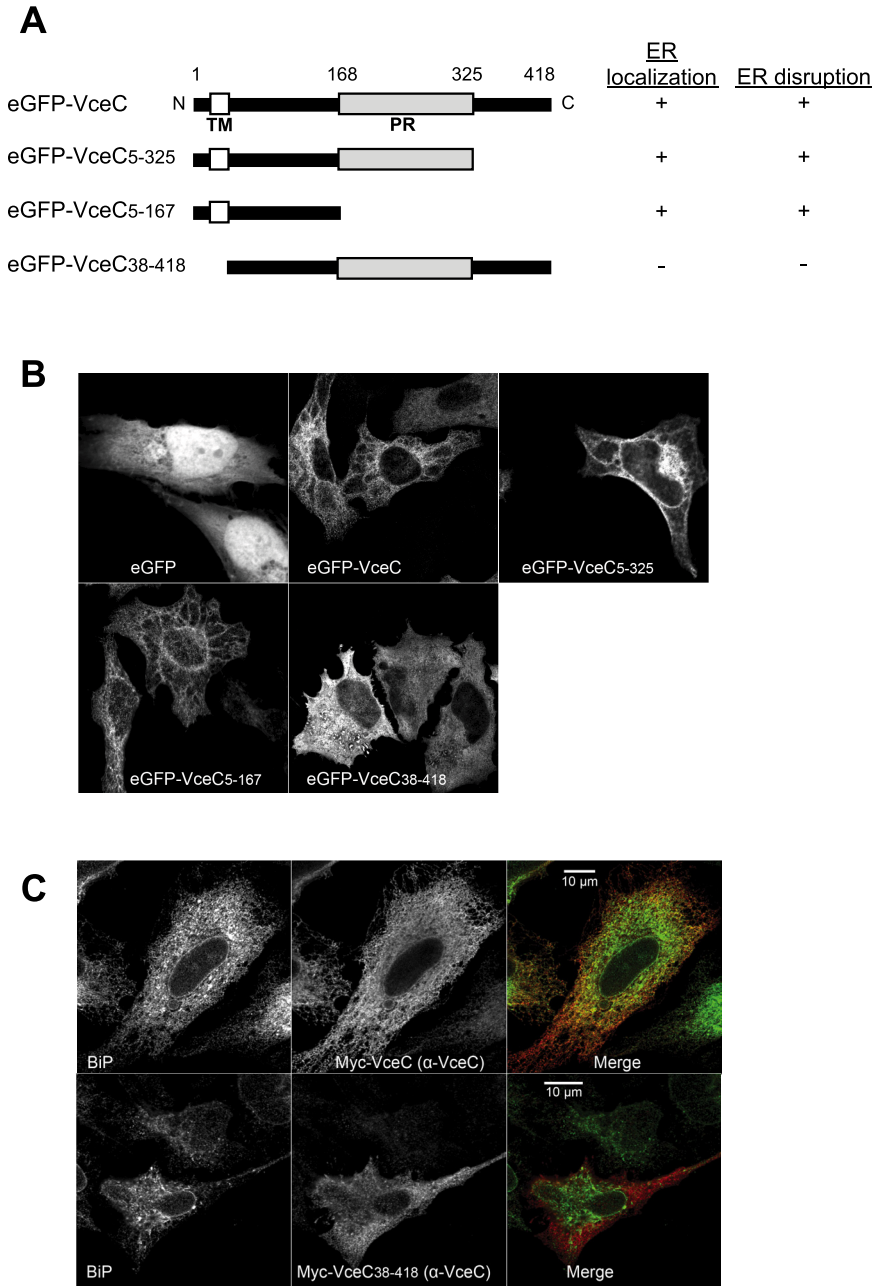 A
ER
1 168 325 418 localization ER disruption
eGFP-VceC N C + +
TM PR
eGFP-VceC5-325 + +
eGFP-VceC5-167 + +
eGFP-VceC38-418 - -
B
eGFP eGFP-VceC eGFP-VceC5-325
eGFP-VceC5-167 eGFP-VceC38-418
C
10 µm
BiP Myc-VceC (α-VceC) Merge
10 µm
BiP Myc-VceC38-418 (α-VceC) Merge